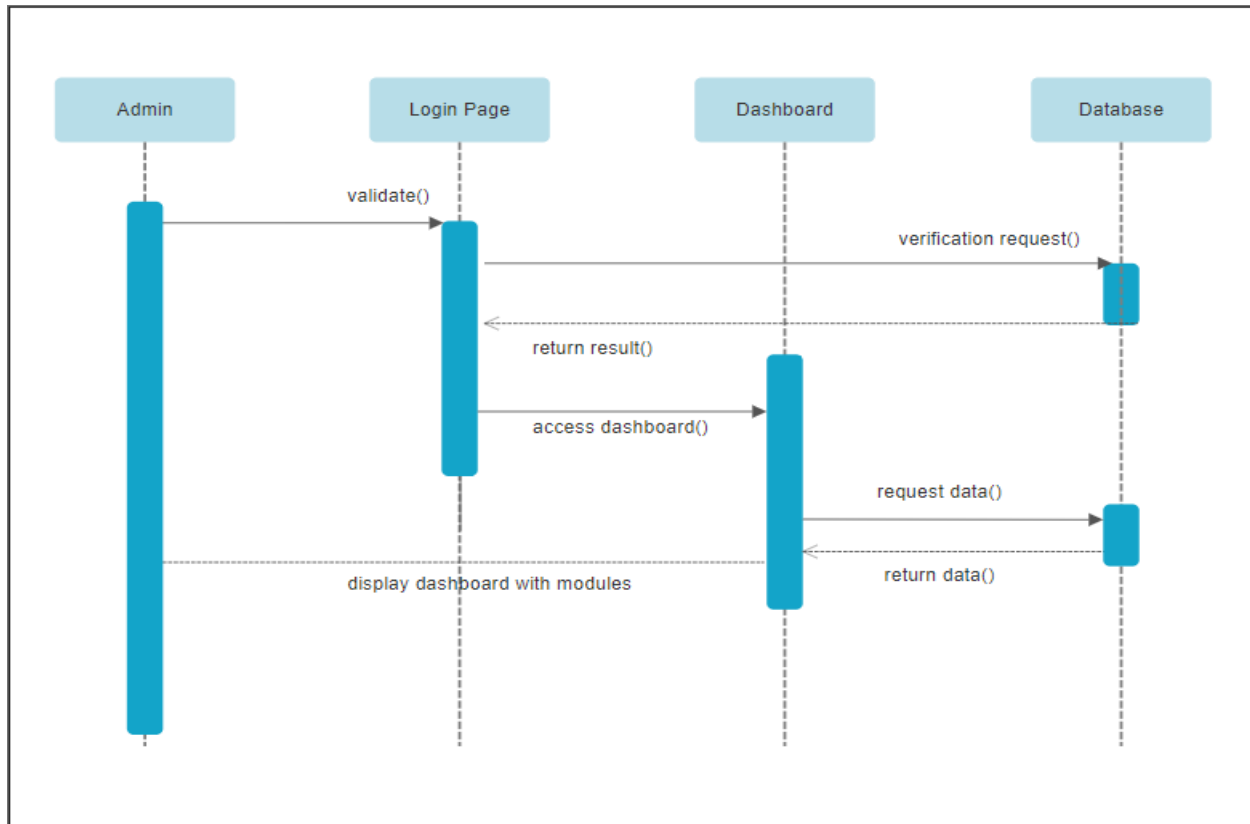 Admin
Login Page
Dashboard
Database
validate()
verification request()
return result()
access dashboard()
request data()
return data()
display dashboard with modules